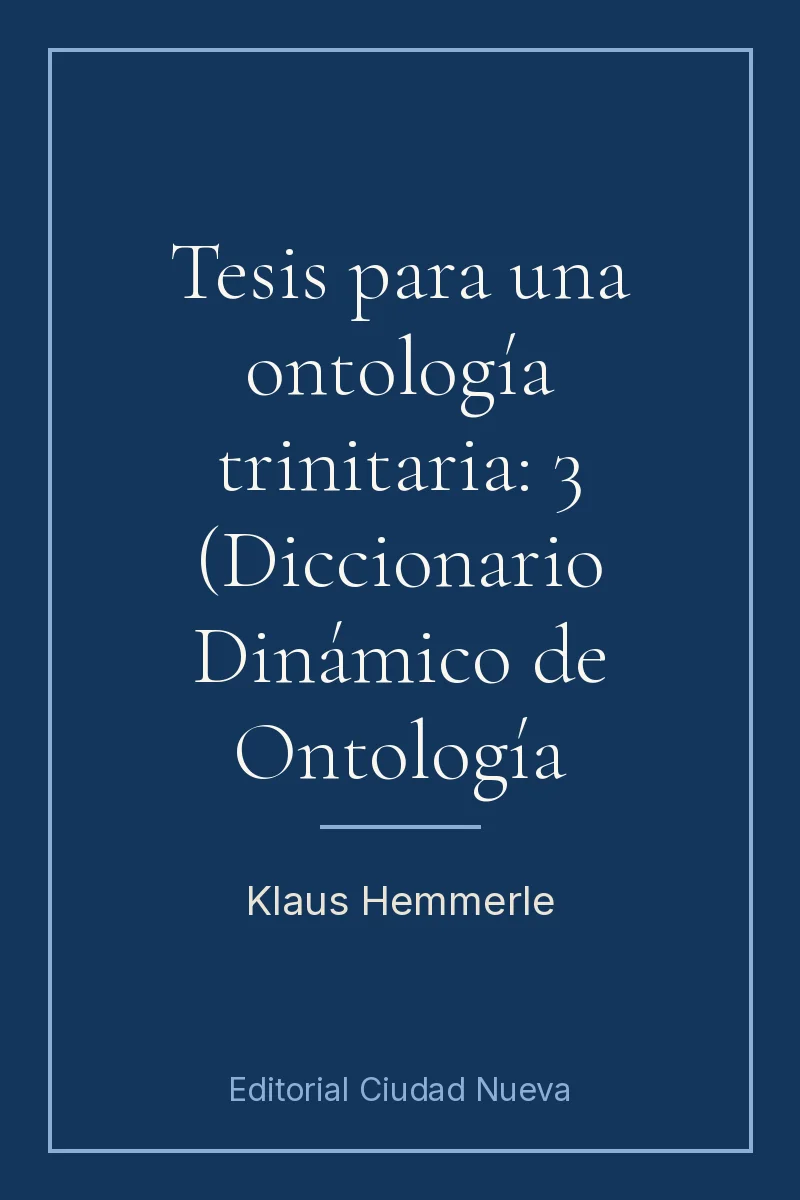 Tesis para una
ontología
trinitaria: 3
(Diccionario
Dinámico de
Ontología
Klaus Hemmerle
Editorial Ciudad Nueva